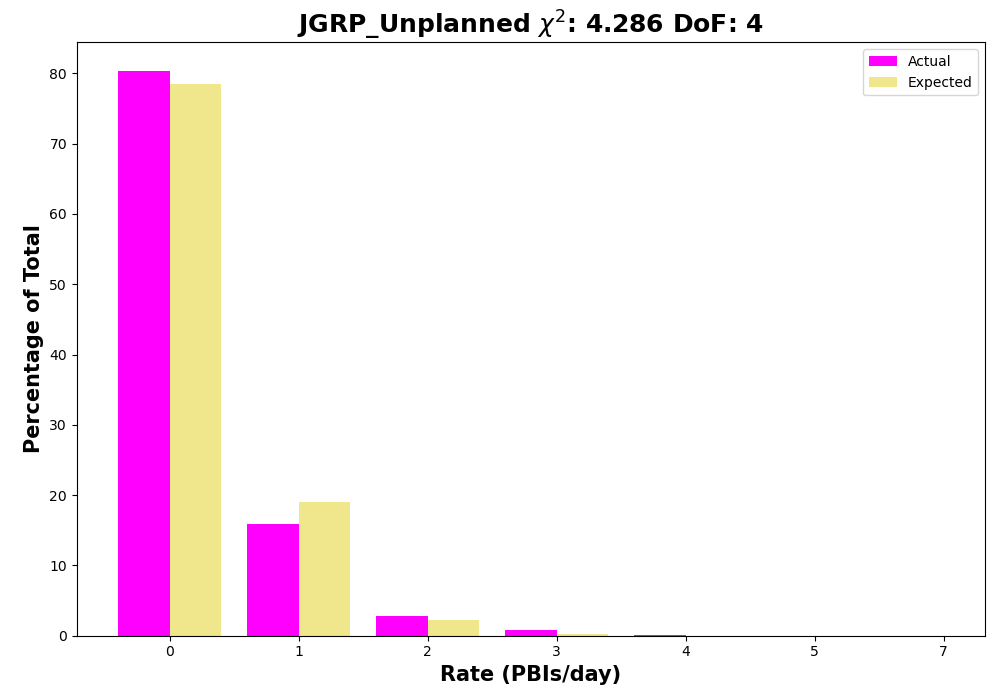 JGRP_Unplanned χ²: 4.286 DoF: 4
Actual
Expected
Percentage of Total
80
70
60
50
40
30
20
10
0
0 1 2 3 4 5 7
Rate (PBIs/day)